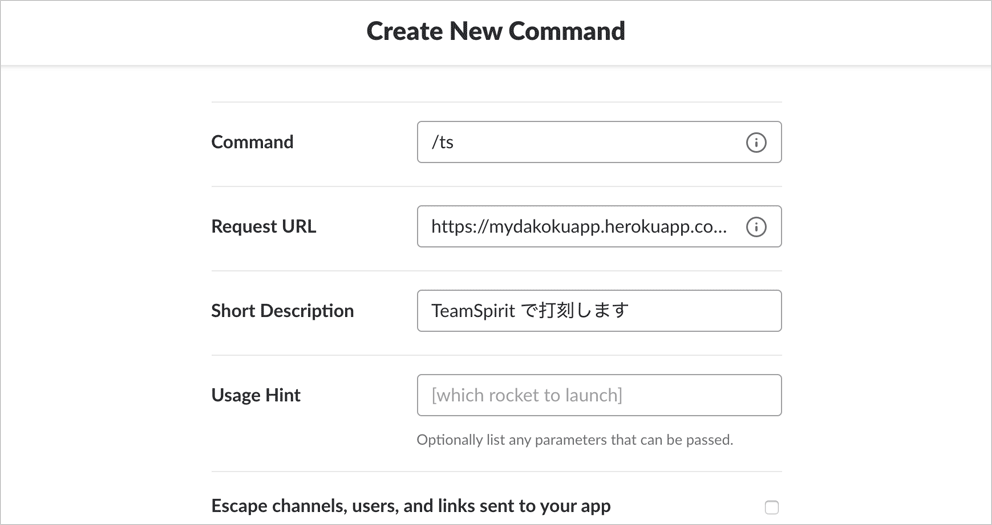 Create New Command
Command
/ts
Request URL
https://mydakokuapp.herokuapp.co...
Short Description
TeamSpirit で打刻します
Usage Hint
[which rocket to launch]
Optionally list any parameters that can be passed.
Escape channels, users, and links sent to your app